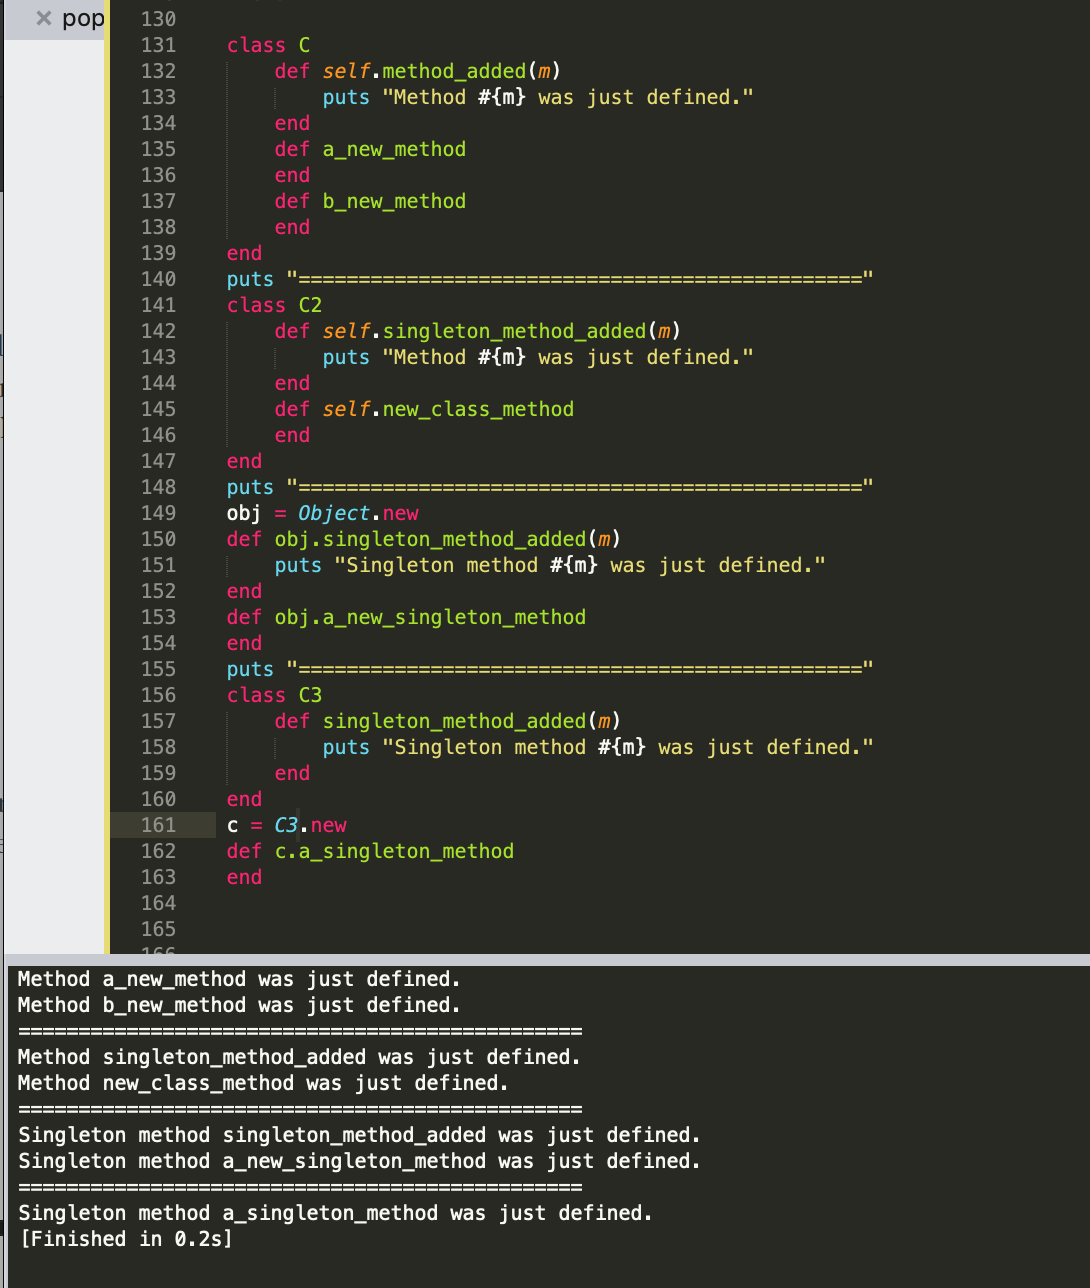 × pop
130
131 class C
132 def self.method_added(m)
133 puts "Method #{m} was just defined."
134 end
135 def a_new_method
136 end
137 def b_new_method
138 end
139 end
140 puts "==============================================="
141 class C2
142 def self.singleton_method_added(m)
143 puts "Method #{m} was just defined."
144 end
145 def self.new_class_method
146 end
147 end
148 puts "==============================================="
149 obj = Object.new
150 def obj.singleton_method_added(m)
151 puts "Singleton method #{m} was just defined."
152 end
153 def obj.a_new_singleton_method
154 end
155 puts "==============================================="
156 class C3
157 def singleton_method_added(m)
158 puts "Singleton method #{m} was just defined."
159 end
160 end
161 c = C3.new
162 def c.a_singleton_method
163 end
164
165
166
Method a_new_method was just defined.
Method b_new_method was just defined.
===============================================
Method singleton_method_added was just defined.
Method new_class_method was just defined.
===============================================
Singleton method singleton_method_added was just defined.
Singleton method a_new_singleton_method was just defined.
===============================================
Singleton method a_singleton_method was just defined.
[Finished in 0.2s]